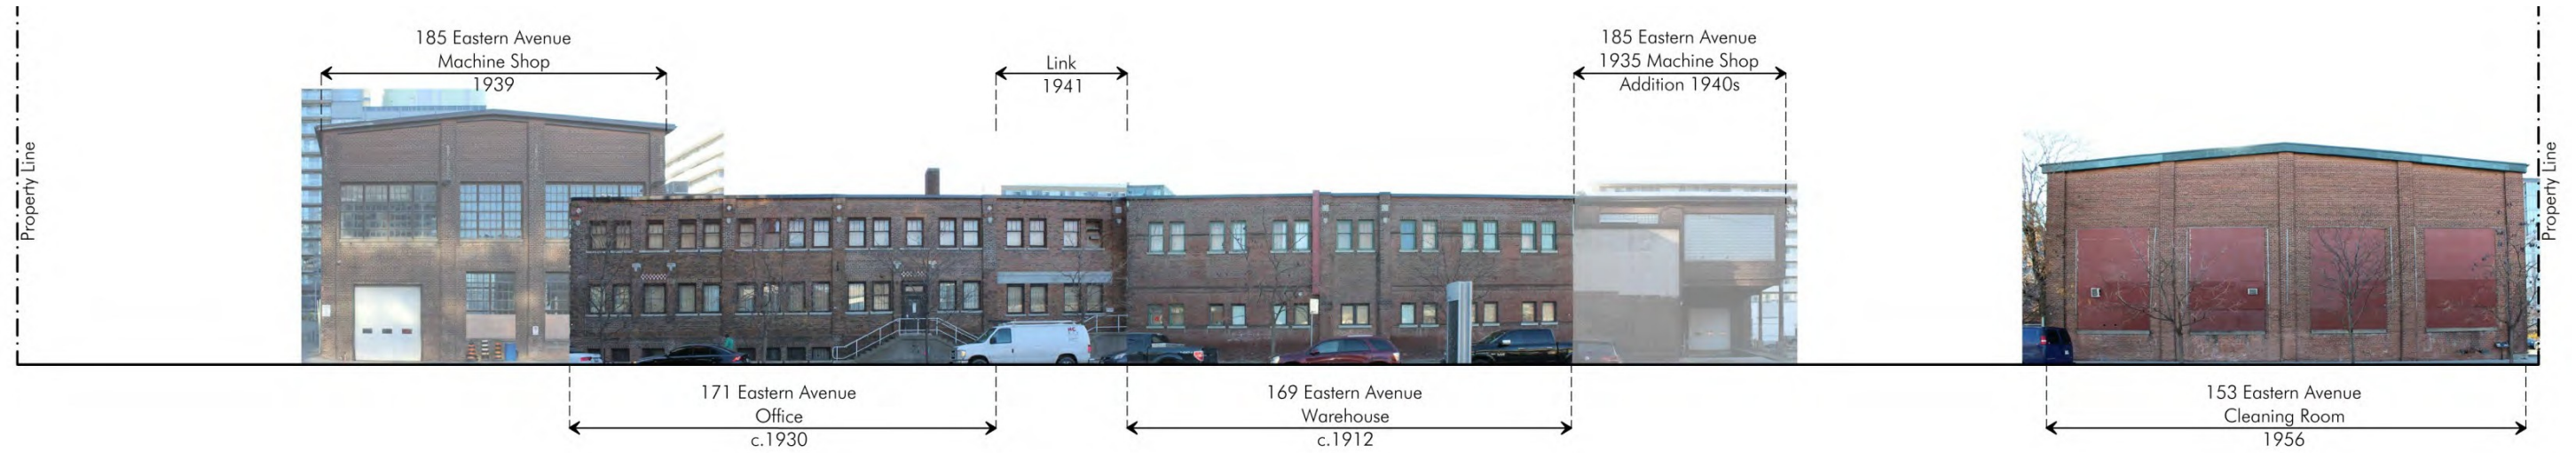 Property Line
185 Eastern Avenue
Machine Shop
1939
Link
1941
185 Eastern Avenue
1935 Machine Shop
Addition 1940s
Property Line
171 Eastern Avenue
Office
c.1930
169 Eastern Avenue
Warehouse
c.1912
153 Eastern Avenue
Cleaning Room
1956